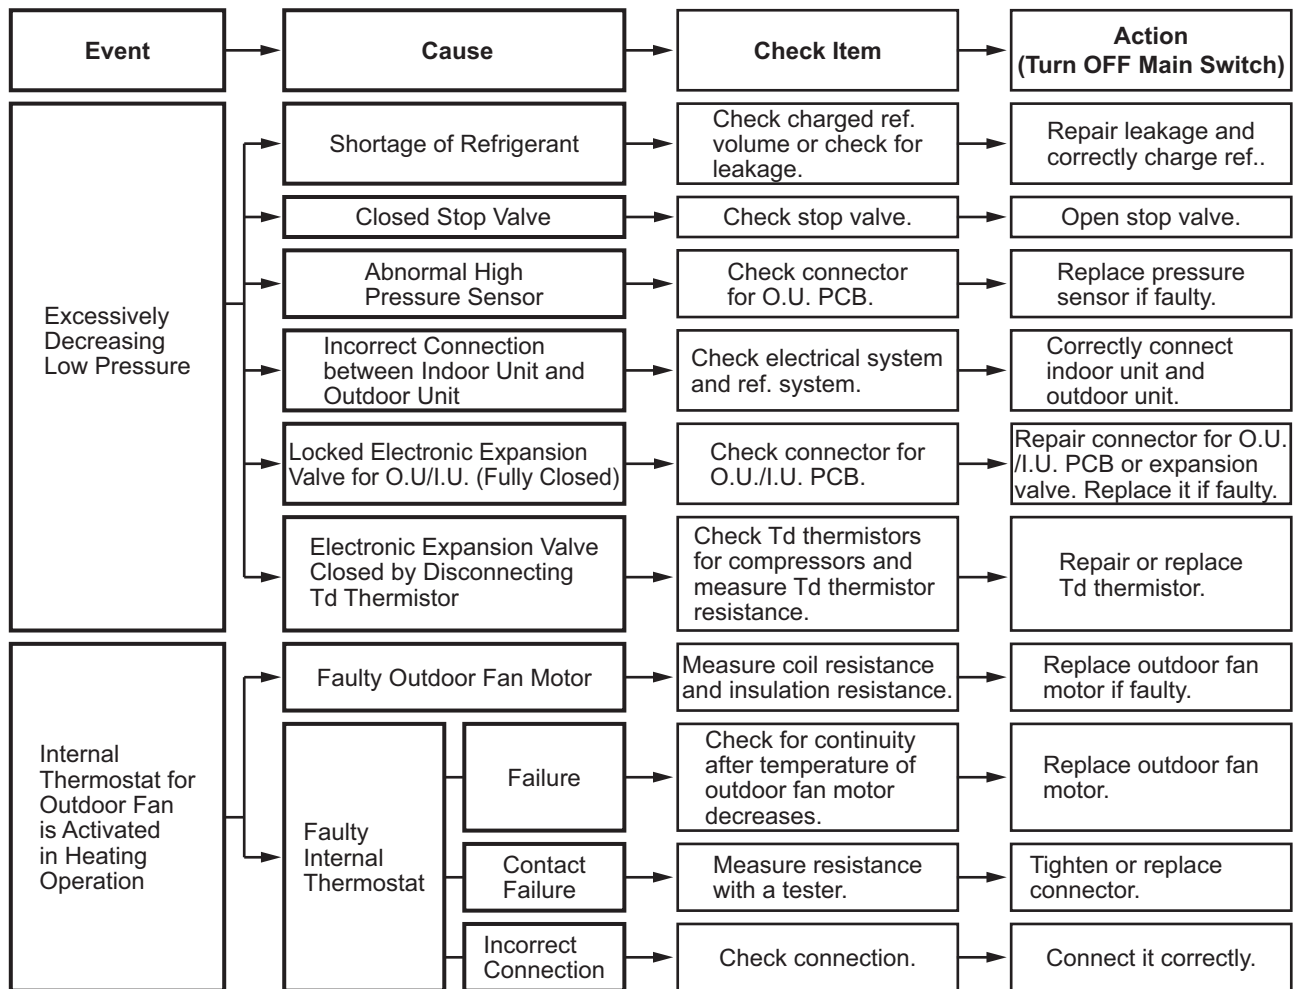 Event
Cause
Check Item
Action
(Turn OFF Main Switch)
Excessively
Decreasing
Low Pressure
Shortage of Refrigerant
Check charged ref.
volume or check for
leakage.
Repair leakage and
correctly charge ref..
Closed Stop Valve
Check stop valve.
Open stop valve.
Abnormal High
Pressure Sensor
Check connector
for O.U. PCB.
Replace pressure
sensor if faulty.
Incorrect Connection
between Indoor Unit and
Outdoor Unit
Check electrical system
and ref. system.
Correctly connect
indoor unit and
outdoor unit.
Locked Electronic Expansion
Valve for O.U/I.U. (Fully Closed)
Check connector for
O.U./I.U. PCB.
Repair connector for O.U.
/I.U. PCB or expansion
valve. Replace it if faulty.
Electronic Expansion Valve
Closed by Disconnecting
Td Thermistor
Check Td thermistors
for compressors and
measure Td thermistor
resistance.
Repair or replace
Td thermistor.
Internal
Thermostat for
Outdoor Fan
is Activated
in Heating
Operation
Faulty Outdoor Fan Motor
Measure coil resistance
and insulation resistance.
Replace outdoor fan
motor if faulty.
Faulty
Internal
Thermostat
Failure
Check for continuity
after temperature of
outdoor fan motor
decreases.
Replace outdoor fan
motor.
Contact
Failure
Measure resistance
with a tester.
Tighten or replace
connector.
Incorrect
Connection
Check connection.
Connect it correctly.